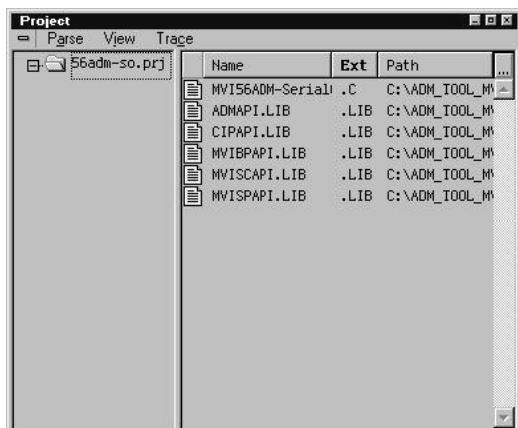 Project
Parse View Trace
56adm-so.prj
Name Ext Path ...
MVI56ADM-Serial .C C:\ADM_TOOL_M
ADMAPI.LIB .LIB C:\ADM_TOOL_M
CIPAPI.LIB .LIB C:\ADM_TOOL_M
MVIBPAPI.LIB .LIB C:\ADM_TOOL_M
MVISCAPI.LIB .LIB C:\ADM_TOOL_M
MVISPAPI.LIB .LIB C:\ADM_TOOL_M